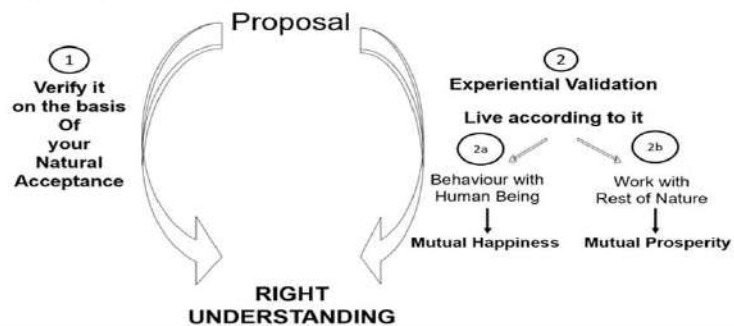 Proposal
1
Verify it
on the basis
Of
your
Natural
Acceptance
2
Experiential Validation
Live according to it
2a
Behaviour with
Human Being
Mutual Happiness
2b
Work with
Rest of Nature
Mutual Prosperity
RIGHT
UNDERSTANDING